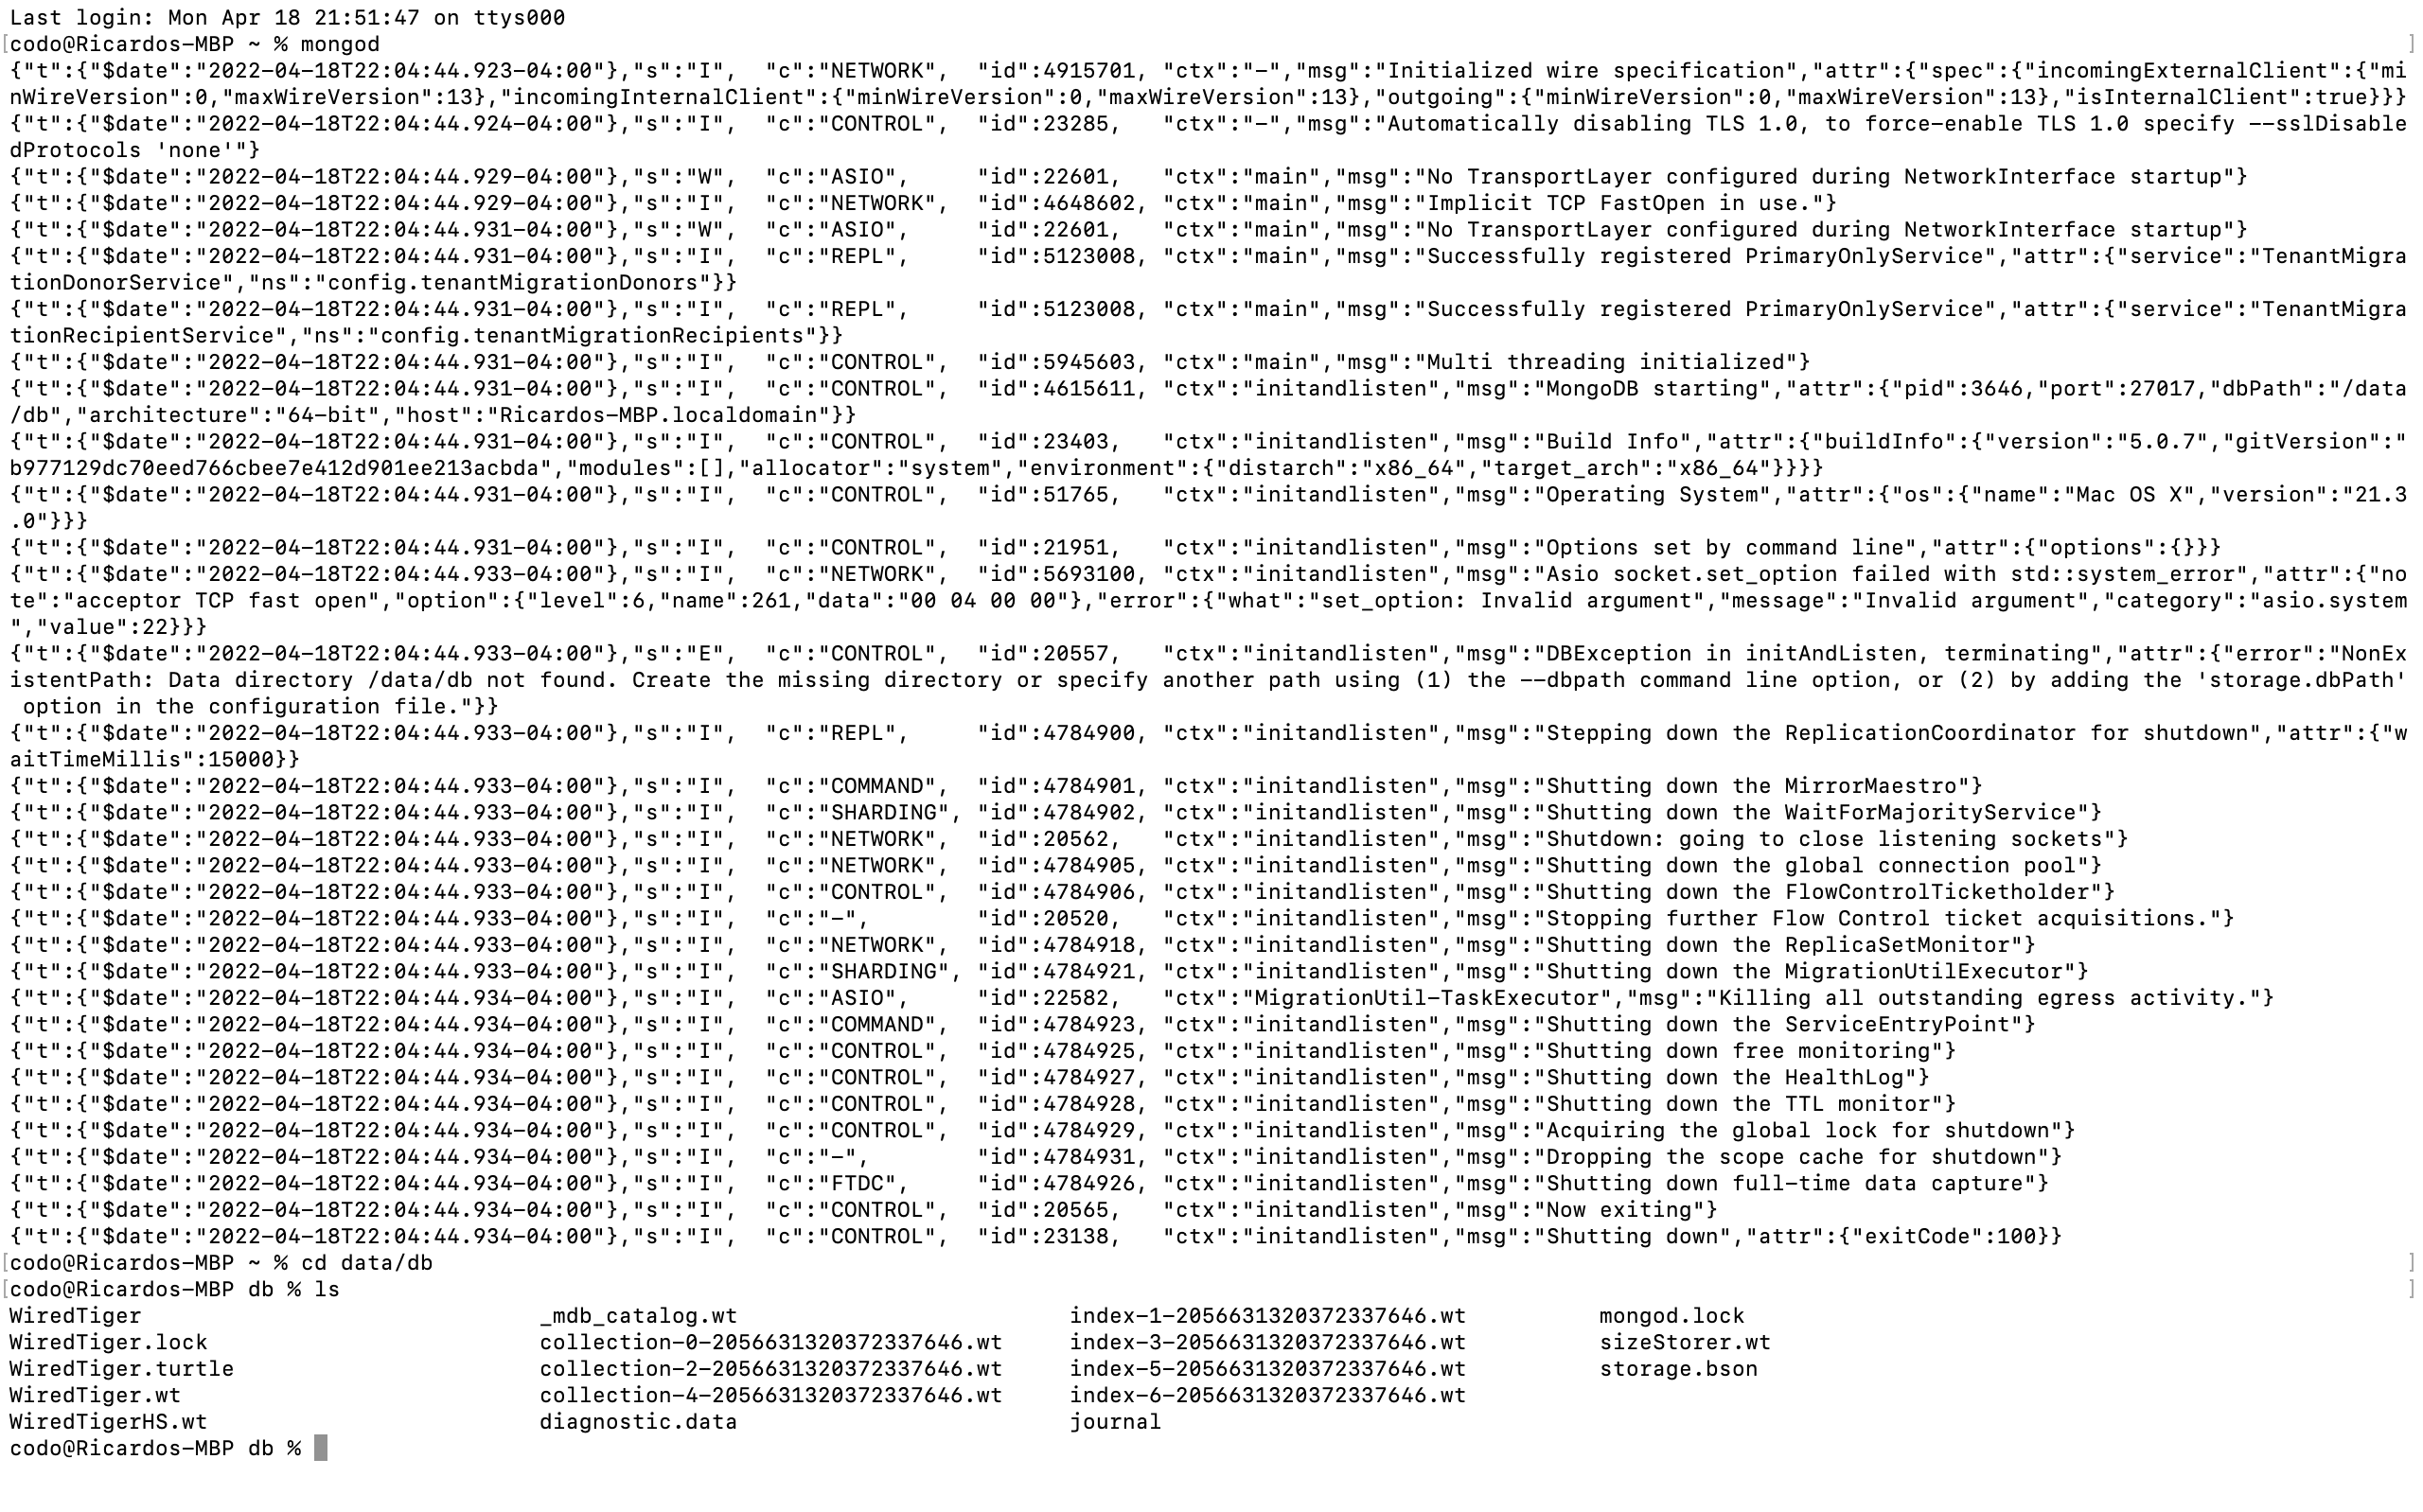 Last login: Mon Apr 18 21:51:47 on ttys000
[codo@Ricardos-MBP ~ % mongod ]
{"t":{"$date":"2022-04-18T22:04:44.923-04:00"},"s":"I",  "c":"NETWORK",  "id":4915701, "ctx":"-","msg":"Initialized wire specification","attr":{"spec":{"incomingExternalClient":{"mi
nWireVersion":0,"maxWireVersion":13},"incomingInternalClient":{"minWireVersion":0,"maxWireVersion":13},"outgoing":{"minWireVersion":0,"maxWireVersion":13},"isInternalClient":true}}}
{"t":{"$date":"2022-04-18T22:04:44.924-04:00"},"s":"I",  "c":"CONTROL",  "id":23285,   "ctx":"-","msg":"Automatically disabling TLS 1.0, to force-enable TLS 1.0 specify --sslDisable
dProtocols 'none'"}
{"t":{"$date":"2022-04-18T22:04:44.929-04:00"},"s":"W",  "c":"ASIO",     "id":22601,   "ctx":"main","msg":"No TransportLayer configured during NetworkInterface startup"}
{"t":{"$date":"2022-04-18T22:04:44.929-04:00"},"s":"I",  "c":"NETWORK",  "id":4648602, "ctx":"main","msg":"Implicit TCP FastOpen in use."}
{"t":{"$date":"2022-04-18T22:04:44.931-04:00"},"s":"W",  "c":"ASIO",     "id":22601,   "ctx":"main","msg":"No TransportLayer configured during NetworkInterface startup"}
{"t":{"$date":"2022-04-18T22:04:44.931-04:00"},"s":"I",  "c":"REPL",     "id":5123008, "ctx":"main","msg":"Successfully registered PrimaryOnlyService","attr":{"service":"TenantMigra
tionDonorService","ns":"config.tenantMigrationDonors"}}
{"t":{"$date":"2022-04-18T22:04:44.931-04:00"},"s":"I",  "c":"REPL",     "id":5123008, "ctx":"main","msg":"Successfully registered PrimaryOnlyService","attr":{"service":"TenantMigra
tionRecipientService","ns":"config.tenantMigrationRecipients"}}
{"t":{"$date":"2022-04-18T22:04:44.931-04:00"},"s":"I",  "c":"CONTROL",  "id":5945603, "ctx":"main","msg":"Multi threading initialized"}
{"t":{"$date":"2022-04-18T22:04:44.931-04:00"},"s":"I",  "c":"CONTROL",  "id":4615611, "ctx":"initandlisten","msg":"MongoDB starting","attr":{"pid":3646,"port":27017,"dbPath":"/data
/db","architecture":"64-bit","host":"Ricardos-MBP.localdomain"}}
{"t":{"$date":"2022-04-18T22:04:44.931-04:00"},"s":"I",  "c":"CONTROL",  "id":23403,   "ctx":"initandlisten","msg":"Build Info","attr":{"buildInfo":{"version":"5.0.7","gitVersion":"
b977129dc70eed766cbee7e412d901ee213acbda","modules":[],"allocator":"system","environment":{"distarch":"x86_64","target_arch":"x86_64"}}}}
{"t":{"$date":"2022-04-18T22:04:44.931-04:00"},"s":"I",  "c":"CONTROL",  "id":51765,   "ctx":"initandlisten","msg":"Operating System","attr":{"os":{"name":"Mac OS X","version":"21.3
.0"}}}
{"t":{"$date":"2022-04-18T22:04:44.931-04:00"},"s":"I",  "c":"CONTROL",  "id":21951,   "ctx":"initandlisten","msg":"Options set by command line","attr":{"options":{}}}
{"t":{"$date":"2022-04-18T22:04:44.933-04:00"},"s":"I",  "c":"NETWORK",  "id":5693100, "ctx":"initandlisten","msg":"Asio socket.set_option failed with std::system_error","attr":{"no
te":"acceptor TCP fast open","option":{"level":6,"name":261,"data":"00 04 00 00"},"error":{"what":"set_option: Invalid argument","message":"Invalid argument","category":"asio.system
","value":22}}}
{"t":{"$date":"2022-04-18T22:04:44.933-04:00"},"s":"E",  "c":"CONTROL",  "id":20557,   "ctx":"initandlisten","msg":"DBException in initAndListen, terminating","attr":{"error":"NonEx
istentPath: Data directory /data/db not found. Create the missing directory or specify another path using (1) the --dbpath command line option, or (2) by adding the 'storage.dbPath'
 option in the configuration file."}}
{"t":{"$date":"2022-04-18T22:04:44.933-04:00"},"s":"I",  "c":"REPL",     "id":4784900, "ctx":"initandlisten","msg":"Stepping down the ReplicationCoordinator for shutdown","attr":{"w
aitTimeMillis":15000}}
{"t":{"$date":"2022-04-18T22:04:44.933-04:00"},"s":"I",  "c":"COMMAND",  "id":4784901, "ctx":"initandlisten","msg":"Shutting down the MirrorMaestro"}
{"t":{"$date":"2022-04-18T22:04:44.933-04:00"},"s":"I",  "c":"SHARDING", "id":4784902, "ctx":"initandlisten","msg":"Shutting down the WaitForMajorityService"}
{"t":{"$date":"2022-04-18T22:04:44.933-04:00"},"s":"I",  "c":"NETWORK",  "id":20562,   "ctx":"initandlisten","msg":"Shutdown: going to close listening sockets"}
{"t":{"$date":"2022-04-18T22:04:44.933-04:00"},"s":"I",  "c":"NETWORK",  "id":4784905, "ctx":"initandlisten","msg":"Shutting down the global connection pool"}
{"t":{"$date":"2022-04-18T22:04:44.933-04:00"},"s":"I",  "c":"CONTROL",  "id":4784906, "ctx":"initandlisten","msg":"Shutting down the FlowControlTicketholder"}
{"t":{"$date":"2022-04-18T22:04:44.933-04:00"},"s":"I",  "c":"-",        "id":20520,   "ctx":"initandlisten","msg":"Stopping further Flow Control ticket acquisitions."}
{"t":{"$date":"2022-04-18T22:04:44.933-04:00"},"s":"I",  "c":"NETWORK",  "id":4784918, "ctx":"initandlisten","msg":"Shutting down the ReplicaSetMonitor"}
{"t":{"$date":"2022-04-18T22:04:44.933-04:00"},"s":"I",  "c":"SHARDING", "id":4784921, "ctx":"initandlisten","msg":"Shutting down the MigrationUtilExecutor"}
{"t":{"$date":"2022-04-18T22:04:44.934-04:00"},"s":"I",  "c":"ASIO",     "id":22582,   "ctx":"MigrationUtil-TaskExecutor","msg":"Killing all outstanding egress activity."}
{"t":{"$date":"2022-04-18T22:04:44.934-04:00"},"s":"I",  "c":"COMMAND",  "id":4784923, "ctx":"initandlisten","msg":"Shutting down the ServiceEntryPoint"}
{"t":{"$date":"2022-04-18T22:04:44.934-04:00"},"s":"I",  "c":"CONTROL",  "id":4784925, "ctx":"initandlisten","msg":"Shutting down free monitoring"}
{"t":{"$date":"2022-04-18T22:04:44.934-04:00"},"s":"I",  "c":"CONTROL",  "id":4784927, "ctx":"initandlisten","msg":"Shutting down the HealthLog"}
{"t":{"$date":"2022-04-18T22:04:44.934-04:00"},"s":"I",  "c":"CONTROL",  "id":4784928, "ctx":"initandlisten","msg":"Shutting down the TTL monitor"}
{"t":{"$date":"2022-04-18T22:04:44.934-04:00"},"s":"I",  "c":"CONTROL",  "id":4784929, "ctx":"initandlisten","msg":"Acquiring the global lock for shutdown"}
{"t":{"$date":"2022-04-18T22:04:44.934-04:00"},"s":"I",  "c":"-",        "id":4784931, "ctx":"initandlisten","msg":"Dropping the scope cache for shutdown"}
{"t":{"$date":"2022-04-18T22:04:44.934-04:00"},"s":"I",  "c":"FTDC",     "id":4784926, "ctx":"initandlisten","msg":"Shutting down full-time data capture"}
{"t":{"$date":"2022-04-18T22:04:44.934-04:00"},"s":"I",  "c":"CONTROL",  "id":20565,   "ctx":"initandlisten","msg":"Now exiting"}
{"t":{"$date":"2022-04-18T22:04:44.934-04:00"},"s":"I",  "c":"CONTROL",  "id":23138,   "ctx":"initandlisten","msg":"Shutting down","attr":{"exitCode":100}}
[codo@Ricardos-MBP ~ % cd data/db ]
[codo@Ricardos-MBP db % ls ]
WiredTiger _mdb_catalog.wt index-1-2056631320372337646.wt mongod.lock
WiredTiger.lock collection-0-2056631320372337646.wt index-3-2056631320372337646.wt sizeStorer.wt
WiredTiger.turtle collection-2-2056631320372337646.wt index-5-2056631320372337646.wt storage.bson
WiredTiger.wt collection-4-2056631320372337646.wt index-6-2056631320372337646.wt
WiredTigerHS.wt diagnostic.data journal
codo@Ricardos-MBP db %